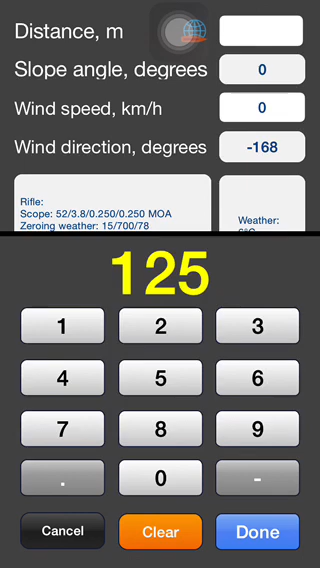 Distance, m
Slope angle, degrees 0
Wind speed, km/h 0
Wind direction, degrees -168
Rifle:
Scope: 52/3.8/0.250/0.250 MOA
Zeroing weather: 15/700/78
Weather:
125
1 2 3
4 5 6
7 8 9
. 0 -
Cancel Clear Done